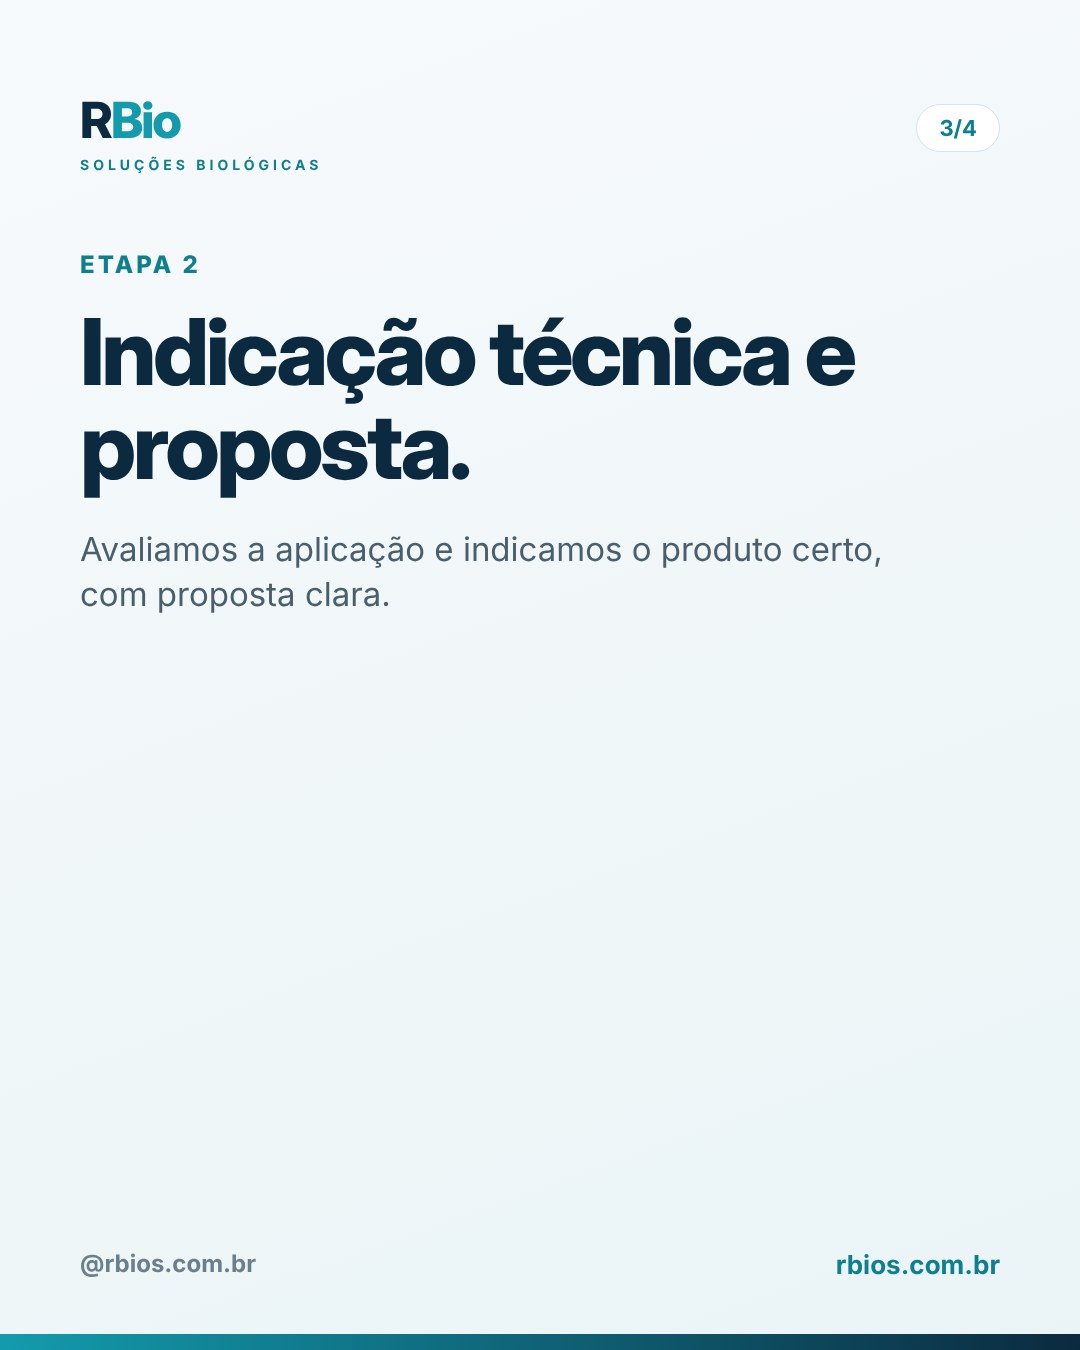 RBio
SOLUÇÕES BIOLÓGICAS
3/4
ETAPA 2
Indicação técnica e
proposta.
Avaliamos a aplicação e indicamos o produto certo,
com proposta clara.
@rbios.com.br
rbios.com.br